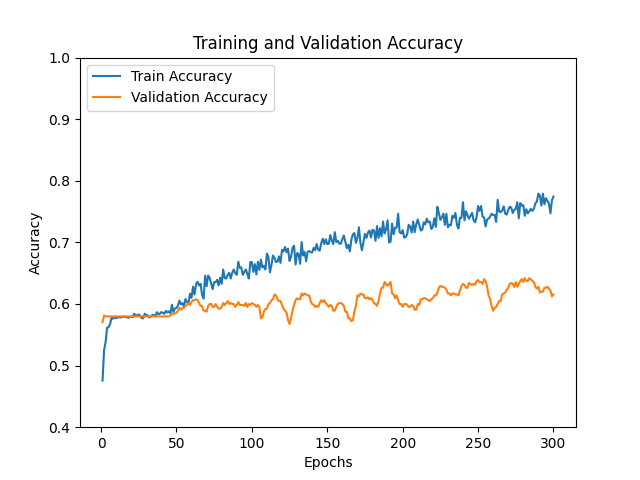 Training and Validation Accuracy
Train Accuracy
Validation Accuracy
Accuracy
1.0
0.9
0.8
0.7
0.6
0.5
0.4
0
50
100
150
200
250
300
Epochs